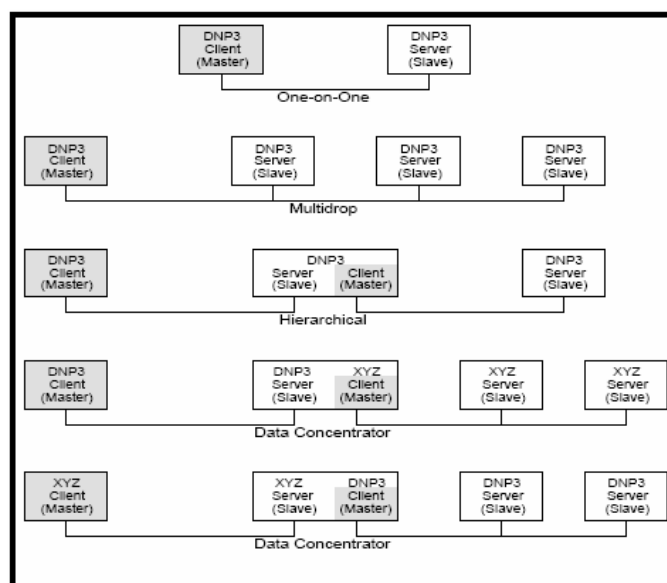 DNP3 DNP3
Client Server
(Master) (Slave)
One-on-One
DNP3 DNP3 DNP3 DNP3
Client Server Server Server
(Master) (Slave) (Slave) (Slave)
Multidrop
DNP3 DNP3 DNP3
Client Server Client Server
(Master) (Slave) (Master) (Slave)
Hierarchical
DNP3 DNP3 XYZ XYZ XYZ
Client Server Client Server Server
(Master) (Slave) (Master) (Slave) (Slave)
Data Concentrator
XYZ XYZ DNP3 DNP3 DNP3
Client Server Client Server Server
(Master) (Slave) (Master) (Slave) (Slave)
Data Concentrator